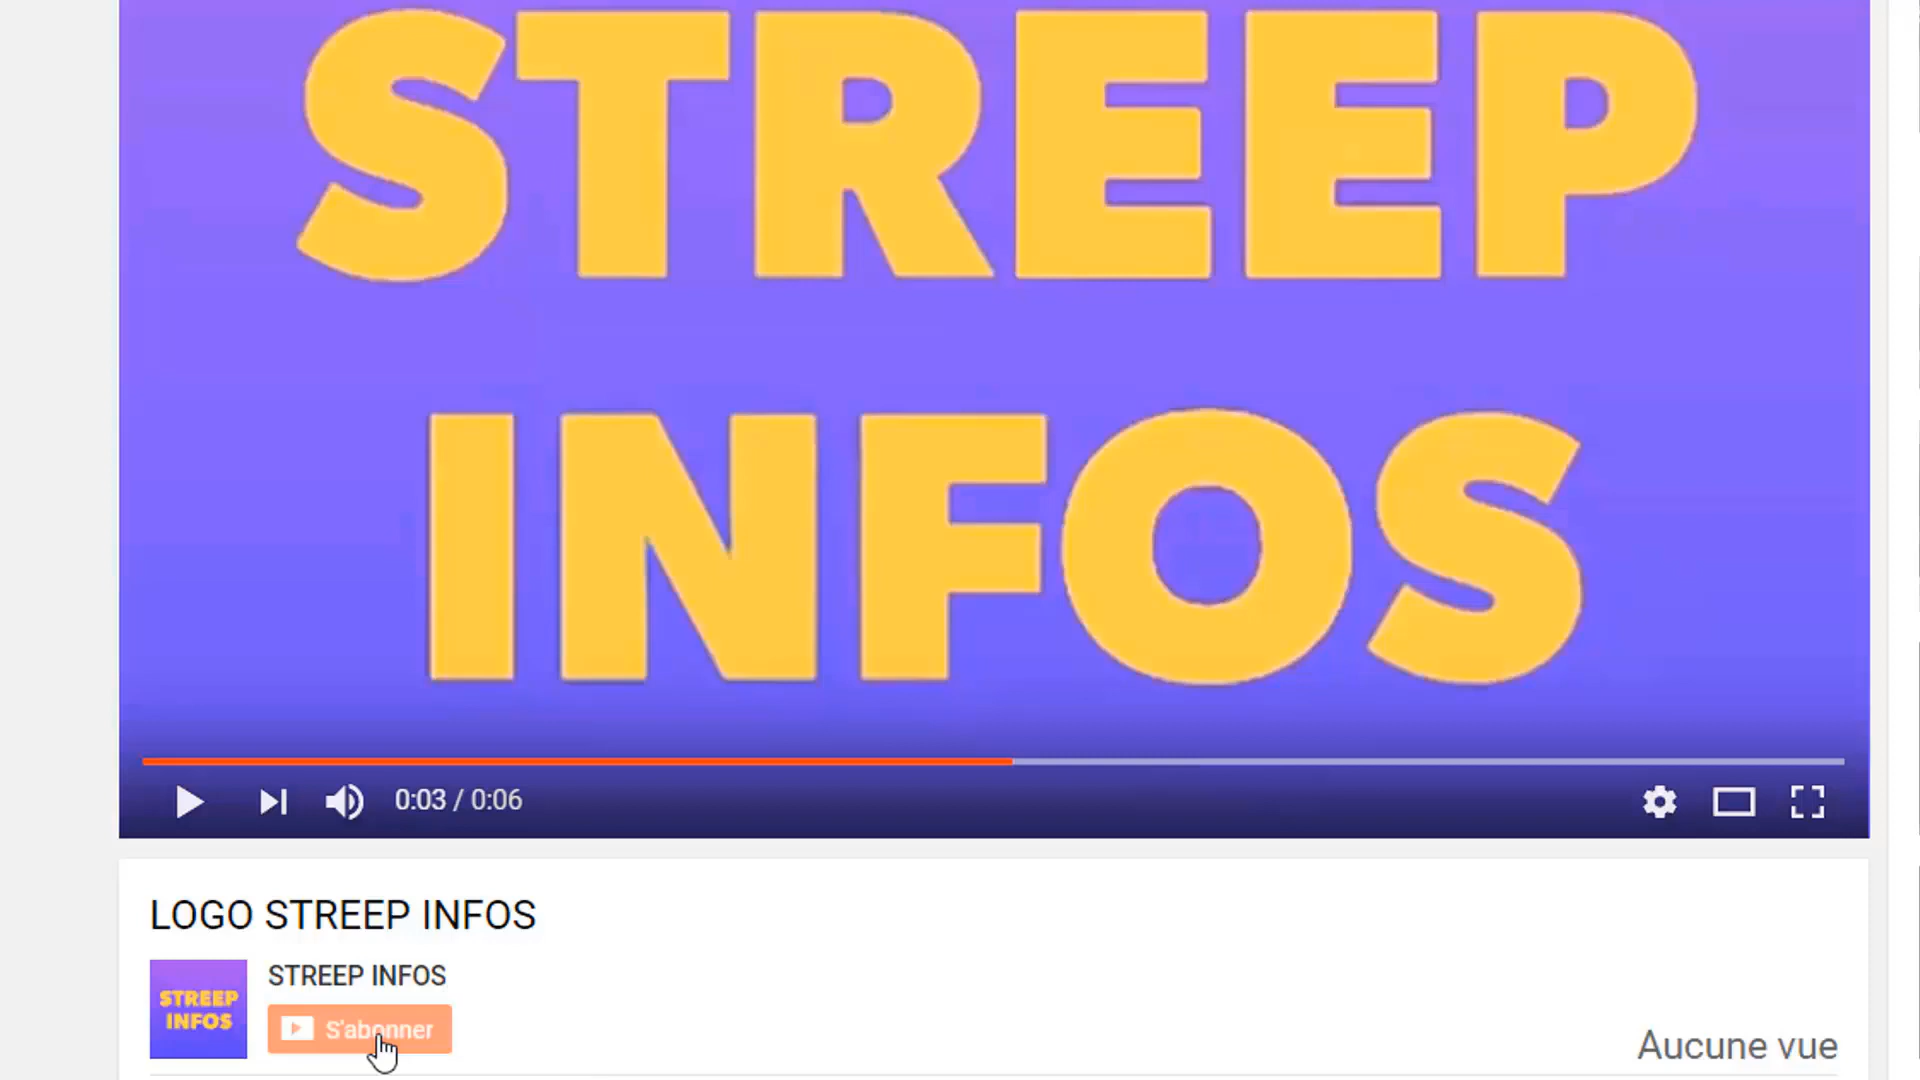 STREEP
INFOS
0:03 / 0:06
LOGO STREEP INFOS
STREEP INFOS
STREEP
INFOS
S'abonner
Aucune vue